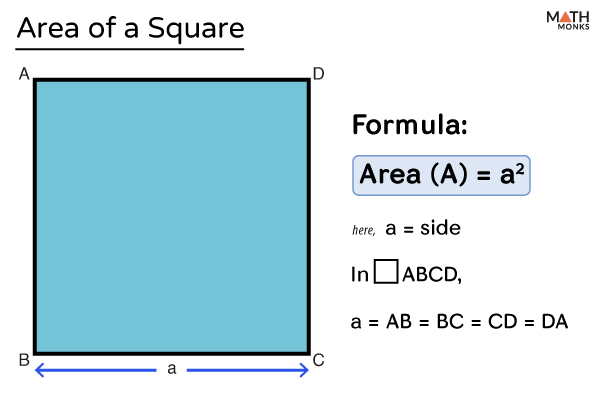 Area of a Square
MATH
MONKS
A
D
Formula:
Area (A) = a²
here, a = side
In □ ABCD,
a = AB = BC = CD = DA
B
C
a